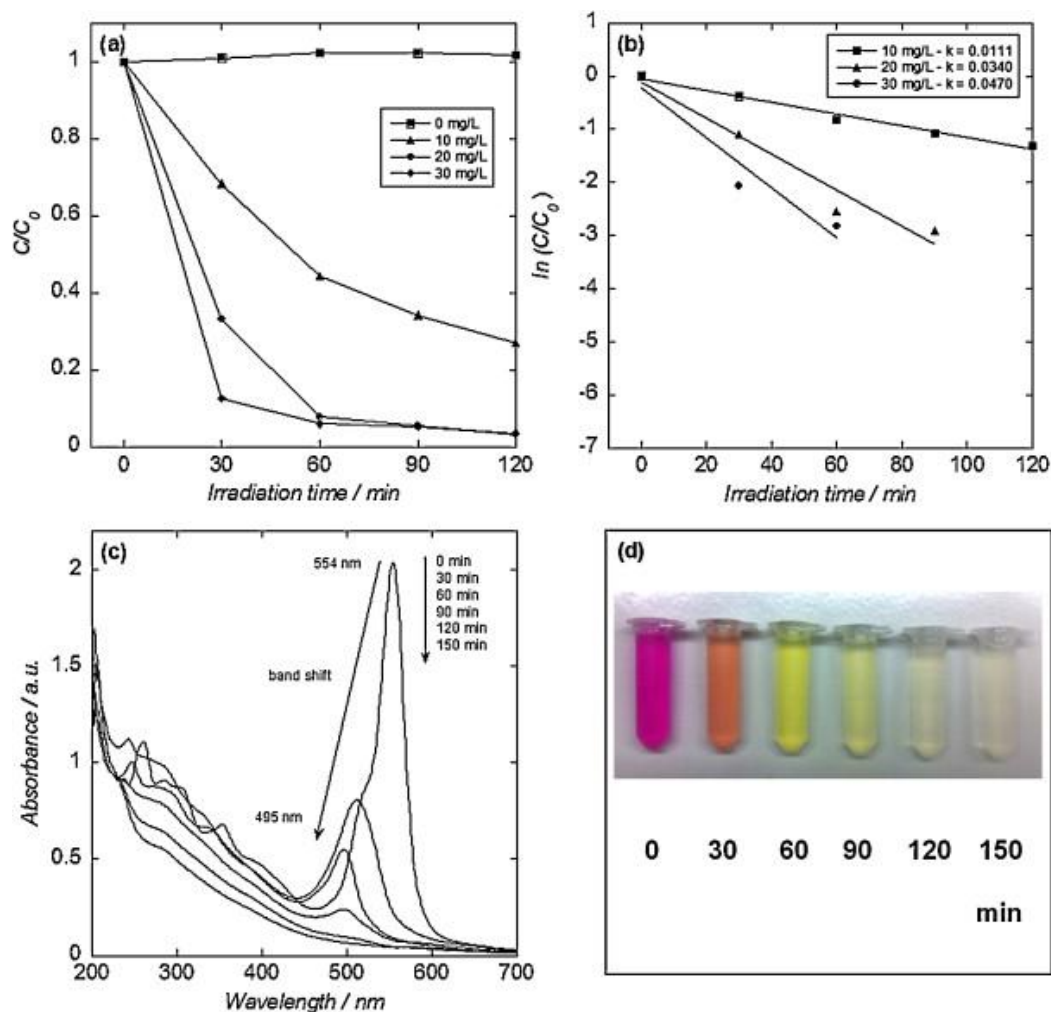 (a)
1
0.8
0.6
0.4
0.2
0
C/C0
0 mg/L
10 mg/L
20 mg/L
30 mg/L
0 30 60 90 120
Irradiation time / min
(b)
1
0
-1
-2
-3
-4
-5
-6
-7
ln (C/C0)
10 mg/L - k = 0.0111
20 mg/L - k = 0.0340
30 mg/L - k = 0.0470
0 20 40 60 80 100 120
Irradiation time / min
(c)
2
1.5
1
0.5
0
Absorbance / a.u.
554 nm
band shift
495 nm
0 min
30 min
60 min
90 min
120 min
150 min
200 300 400 500 600 700
Wavelength / nm
(d)
0 30 60 90 120 150
min